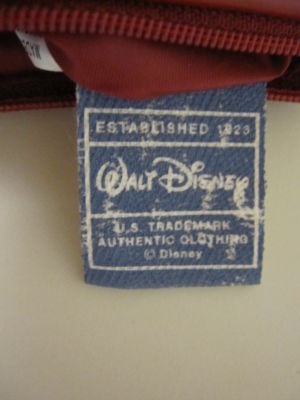 ESTABLISHED 1923
WALT DISNEY
U.S. TRADEMARK
AUTHENTIC CLOTHING
© Disney